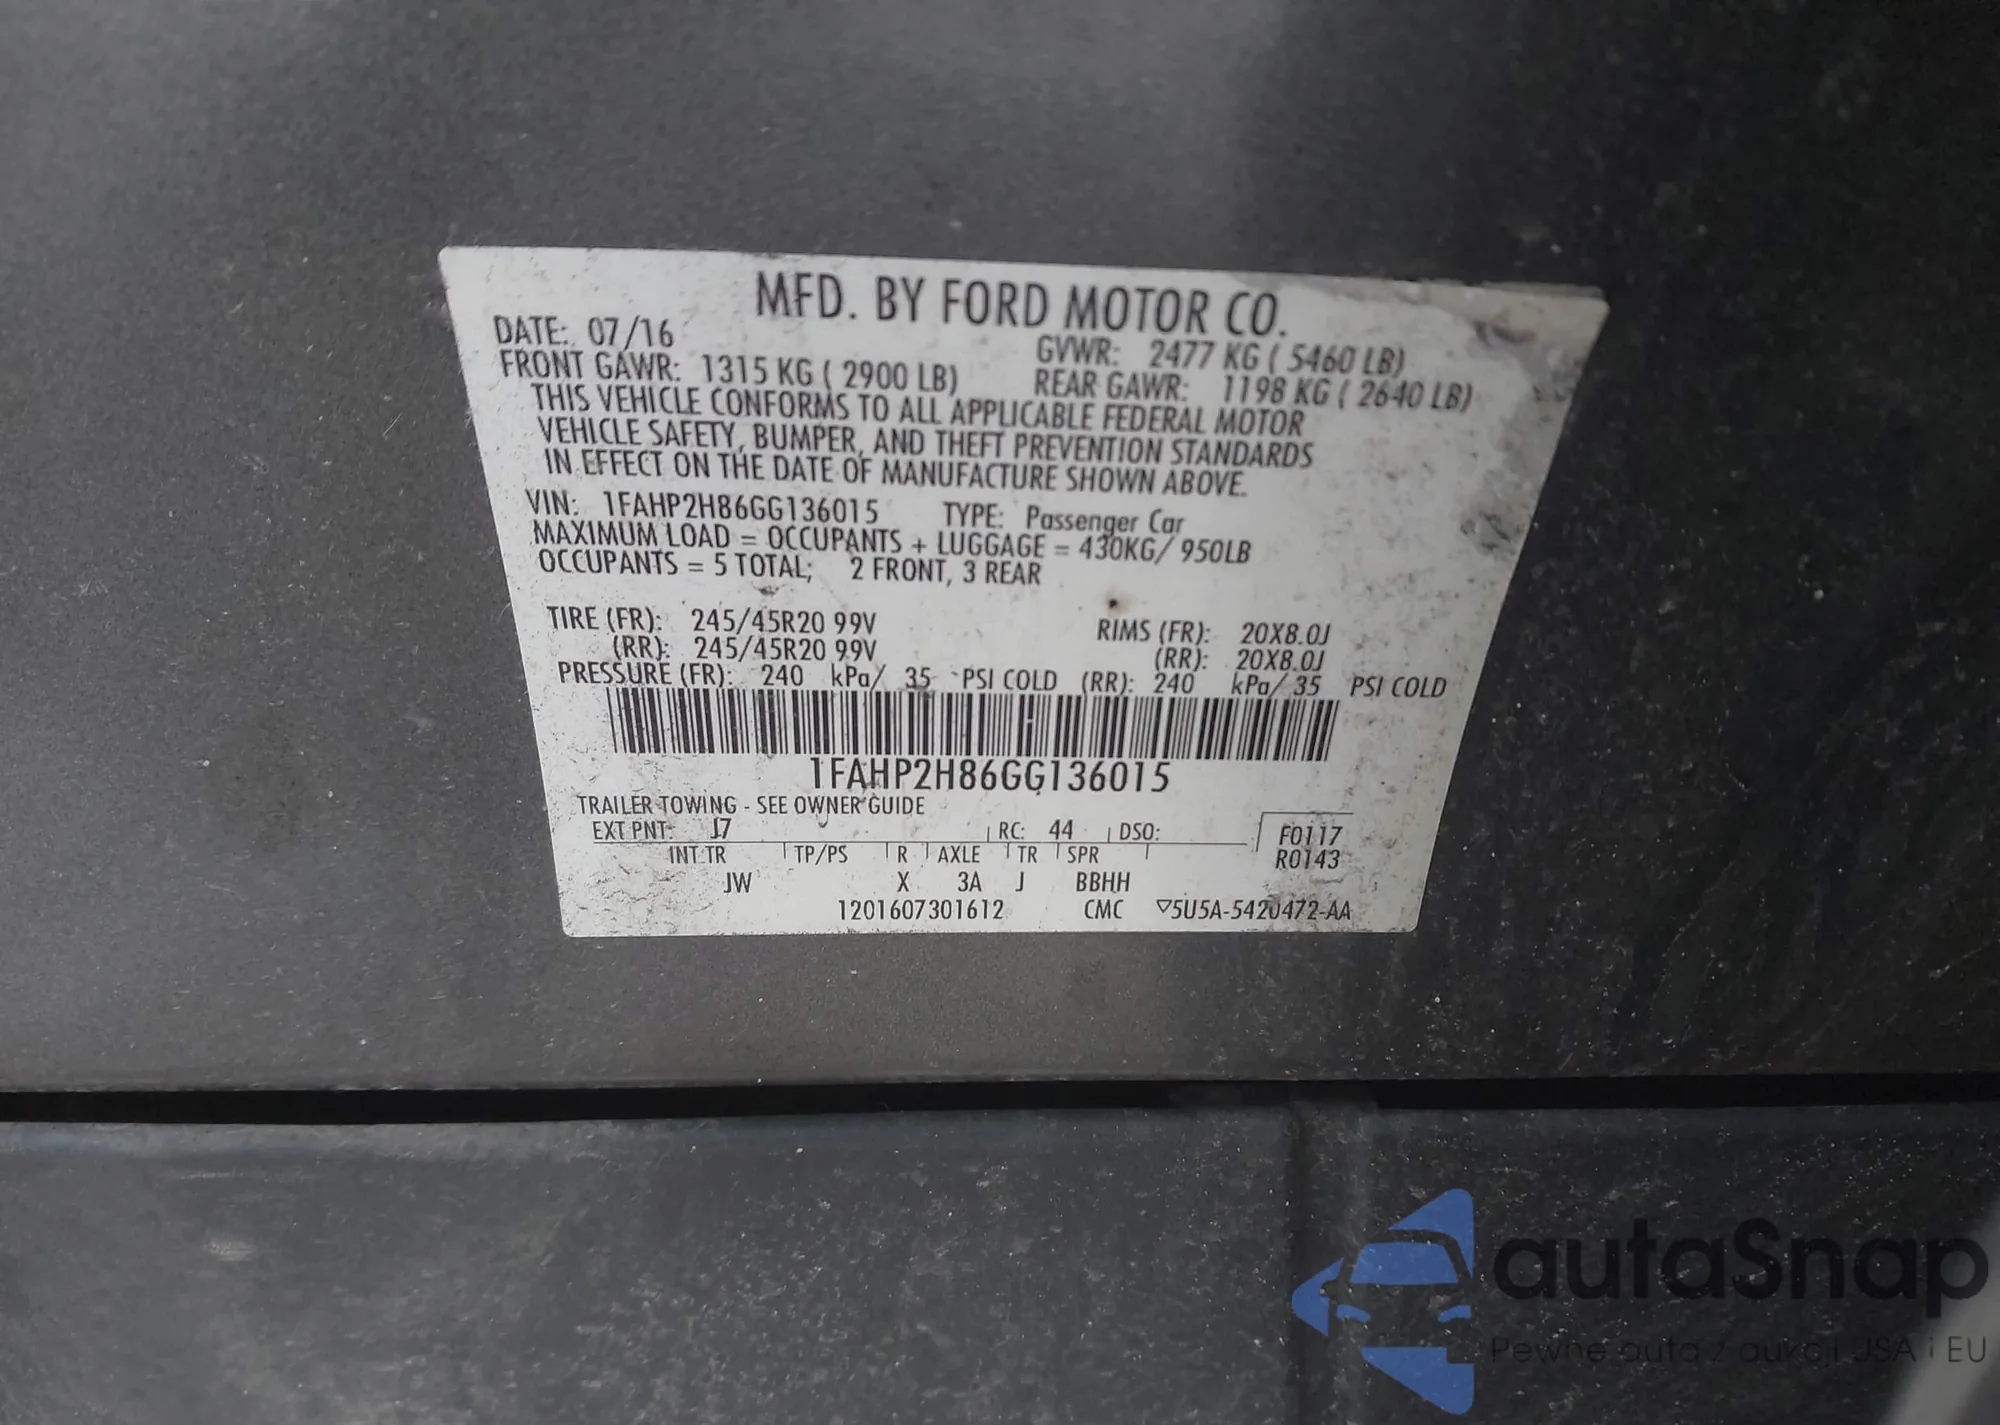 MFD. BY FORD MOTOR CO.
DATE: 07/16 GVWR: 2477 KG ( 5460 LB)
FRONT GAWR: 1315 KG ( 2900 LB) REAR GAWR: 1198 KG ( 2640 LB)
THIS VEHICLE CONFORMS TO ALL APPLICABLE FEDERAL MOTOR
VEHICLE SAFETY, BUMPER, AND THEFT PREVENTION STANDARDS
IN EFFECT ON THE DATE OF MANUFACTURE SHOWN ABOVE.
VIN: 1FAHP2H86GG136015 TYPE: Passenger Car
MAXIMUM LOAD = OCCUPANTS + LUGGAGE = 430KG/ 950LB
OCCUPANTS = 5 TOTAL; 2 FRONT, 3 REAR
TIRE (FR): 245/45R20 99V RIMS (FR): 20X8.0J
(RR): 245/45R20 99V (RR): 20X8.0J
PRESSURE (FR): 240 kPa/ 35 PSI COLD (RR): 240 kPa/ 35 PSI COLD
1FAHP2H86GG136015
TRAILER TOWING - SEE OWNER GUIDE
EXT PNT: J7 RC: 44 DSO: F0117
INT TR TP/PS R AXLE TR SPR R0143
JW X 3A J BBHH
1201607301612 CMC ▽5U5A-5420472-AA
autaSnap
Pewne auta z aukcji USA i EU